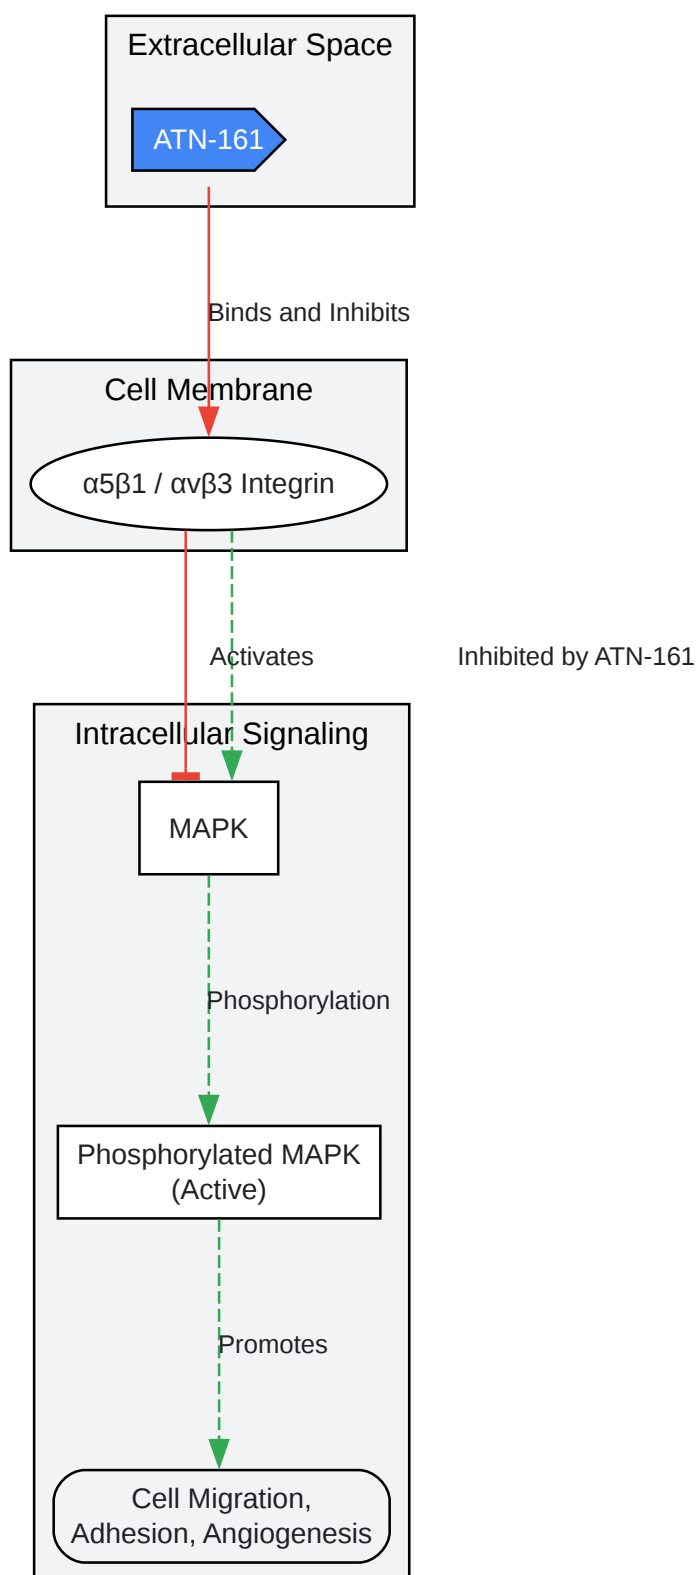 Extracellular Space
ATN-161
Binds and Inhibits
Cell Membrane
α5β1 / αvβ3 Integrin
Activates
Inhibited by ATN-161
Intracellular Signaling
MAPK
Phosphorylation
Phosphorylated MAPK
(Active)
Promotes
Cell Migration,
Adhesion, Angiogenesis